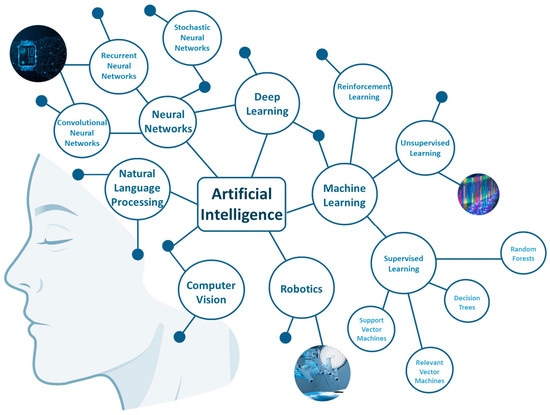 Stochastic
Neural
Networks
Recurrent
Neural
Networks
Convolutional
Neural
Networks
Neural
Networks
Deep
Learning
Reinforcement
Learning
Unsupervised
Learning
Natural
Language
Processing
Artificial
Intelligence
Machine
Learning
Supervised
Learning
Random
Forests
Decision
Trees
Support
Vector
Machines
Relevant
Vector
Machines
Computer
Vision
Robotics